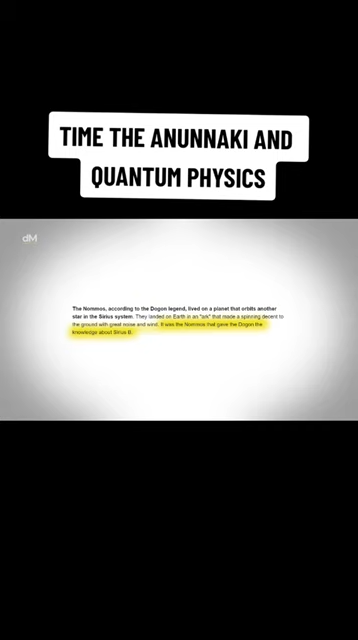 TIME THE ANUNNAKI AND
QUANTUM PHYSICS
dM
The Nommos, according to the Dogon legend, lived on a planet that orbits another
star in the Sirius system. They landed on Earth in an "ark" that made a spinning decent to
the ground with great noise and wind. It was the Nommos that gave the Dogon the
knowledge about Sirius B.